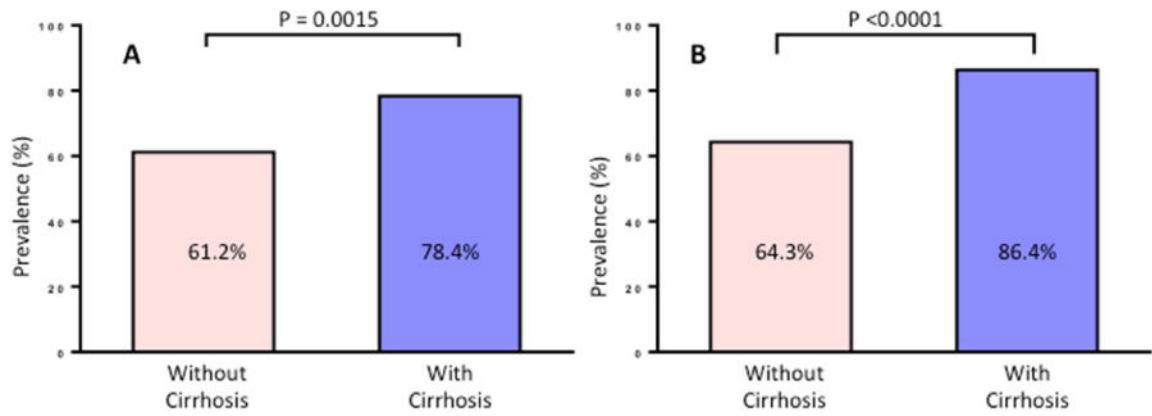 P = 0.0015
A
100
80
60
40
20
0
Prevalence (%)
61.2%
78.4%
Without
Cirrhosis
With
Cirrhosis
P <0.0001
B
100
80
60
40
20
0
Prevalence (%)
64.3%
86.4%
Without
Cirrhosis
With
Cirrhosis